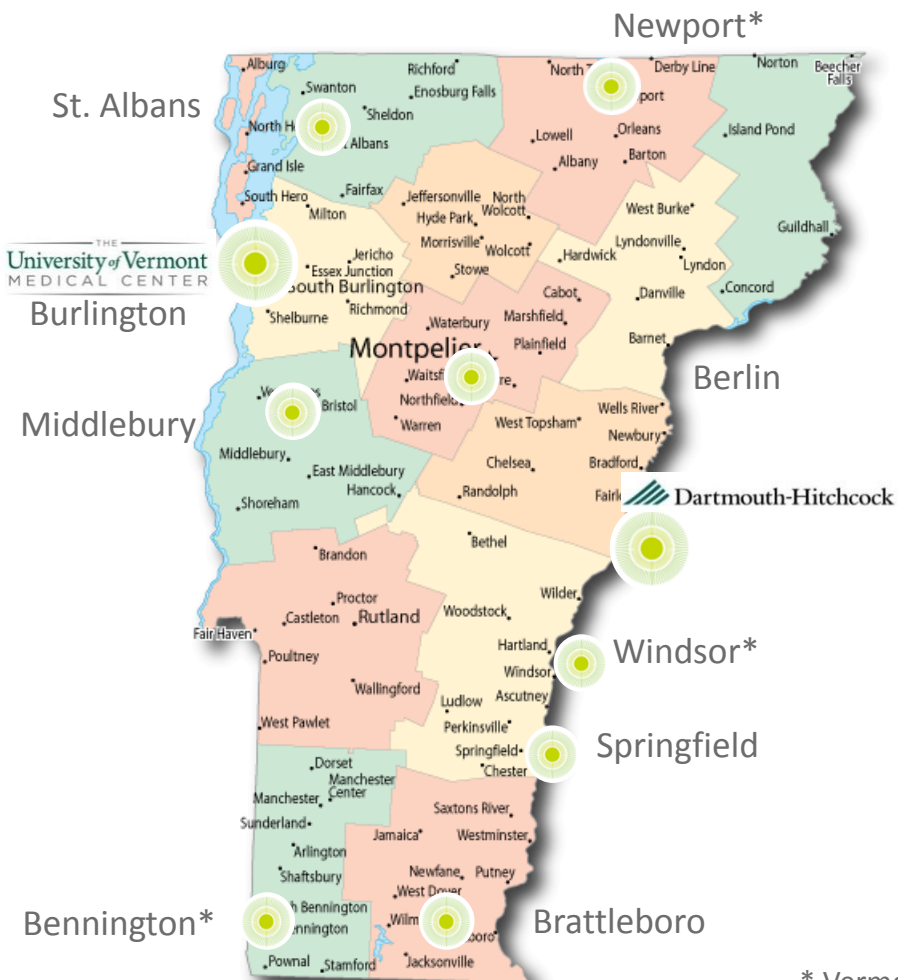 Newport*
St. Albans
THE
University of Vermont
MEDICAL CENTER
Burlington
Middlebury
Berlin
Dartmouth-Hitchcock
Windsor*
Springfield
Bennington*
Brattleboro
Alburg
Swanton
Richford
Enosburg Falls
Sheldon
Albans
Grand Isle
South Hero
Fairfax
Milton
North
Derby Line
Norton
Beecher
Falls
Lowell
Orleans
Albany
Barton
Island Pond
Guildhall
Jeffersonville
North
Wolcott
Hyde Park
Morrisville
Wolcott
Stowe
West Burke
Lyndonville
Lyndon
Hardwick
Danville
Concord
Barnet
Jericho
Essex Junction
South Burlington
Richmond
Shelburne
Cabot
Waterbury
Marshfield
Plainfield
Montpelier
Northfield
Warren
Bristol
Middlebury
East Middlebury
Hancock
Shoreham
West Topsham
Wells River
Newbury
Chelsea
Bradford
Randolph
Bethel
Brandon
Proctor
Castleton
Rutland
Fair Haven
Poultney
Wallingford
West Pawlet
Wilder
Woodstock
Hartland
Windsor
Ascutney
Ludlow
Perkinsville
Springfield
Chester
Dorset
Manchester
Center
Manchester
Sunderland
Arlington
Shaftsbury
Bennington
Pownal
Stamford
Saxtons River
Jamaica
Westminster
Newfane
Putney
West Dover
Jacksonville